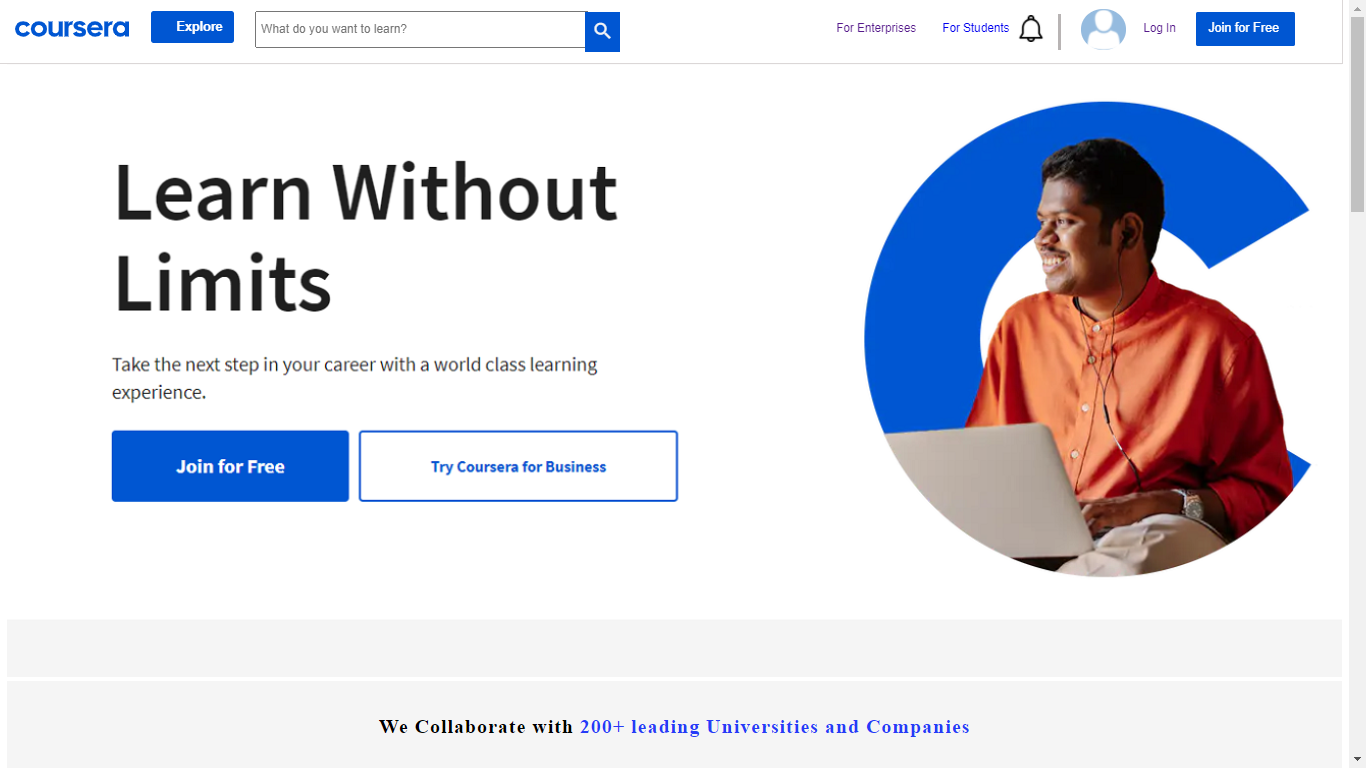 coursera
Explore
What do you want to learn?
For Enterprises
For Students
Log In
Join for Free
Learn Without
Limits
Take the next step in your career with a world class learning
experience.
Join for Free
Try Coursera for Business
We Collaborate with 200+ leading Universities and Companies